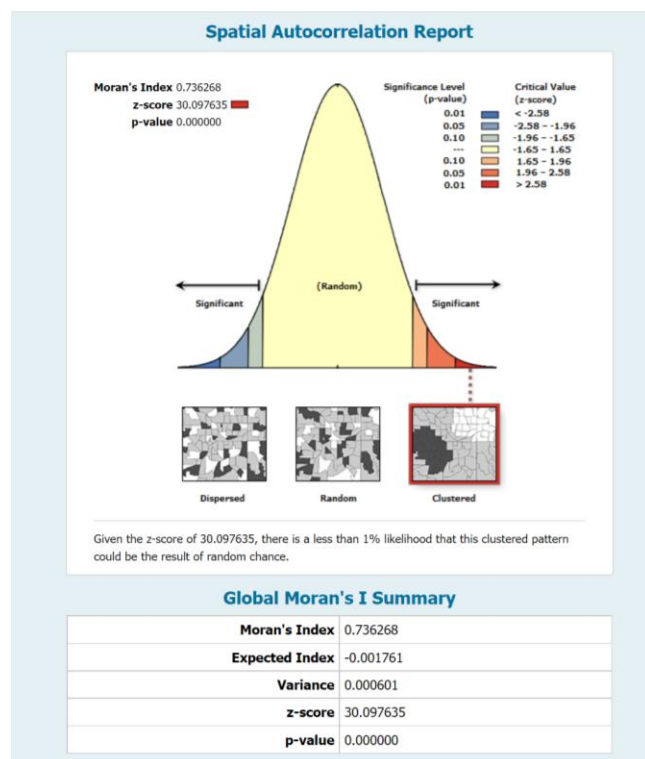 Spatial Autocorrelation Report
Moran's Index 0.736268
z-score 30.097635
p-value 0.000000
Significance Level Critical Value
(p-value) (z-score)
0.01 < -2.58
0.05 -2.58 – -1.96
0.10 -1.96 – -1.65
--- -1.65 – 1.65
0.10 1.65 – 1.96
0.05 1.96 – 2.58
0.01 > 2.58
(Random)
Significant Significant
Dispersed Random Clustered
Given the z-score of 30.097635, there is a less than 1% likelihood that this clustered pattern
could be the result of random chance.
Global Moran's I Summary
Moran's Index 0.736268
Expected Index -0.001761
Variance 0.000601
z-score 30.097635
p-value 0.000000